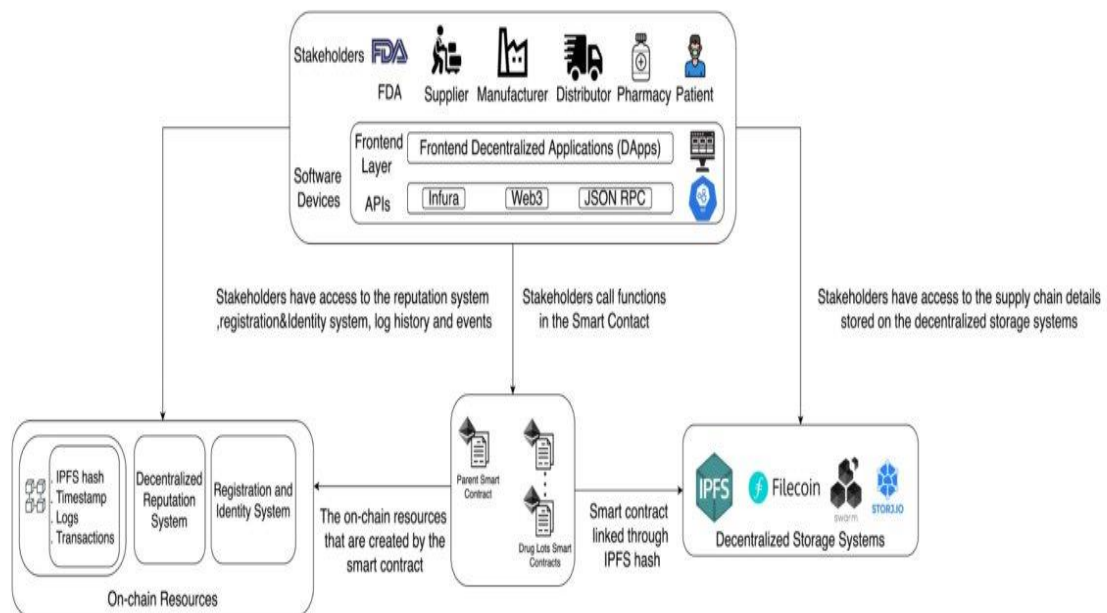 Stakeholders
FDA
FDA
Supplier
Manufacturer
Distributor
Pharmacy
Patient
Software
Devices
Frontend
Layer
Frontend Decentralized Applications (DApps)
APIs
Infura
Web3
JSON RPC
Stakeholders have access to the reputation system
,registration&Identity system, log history and events
Stakeholders call functions
in the Smart Contact
Stakeholders have access to the supply chain details
stored on the decentralized storage systems
. IPFS hash
. Timestamp
. Logs
. Transactions
Decentralized
Reputation
System
Registration and
Identity System
On-chain Resources
The on-chain resources
that are created by the
smart contract
Parent Smart
Contract
Drug Lots Smart
Contracts
Smart contract
linked through
IPFS hash
IPFS
Filecoin
swarm
STORJ.IO
Decentralized Storage Systems